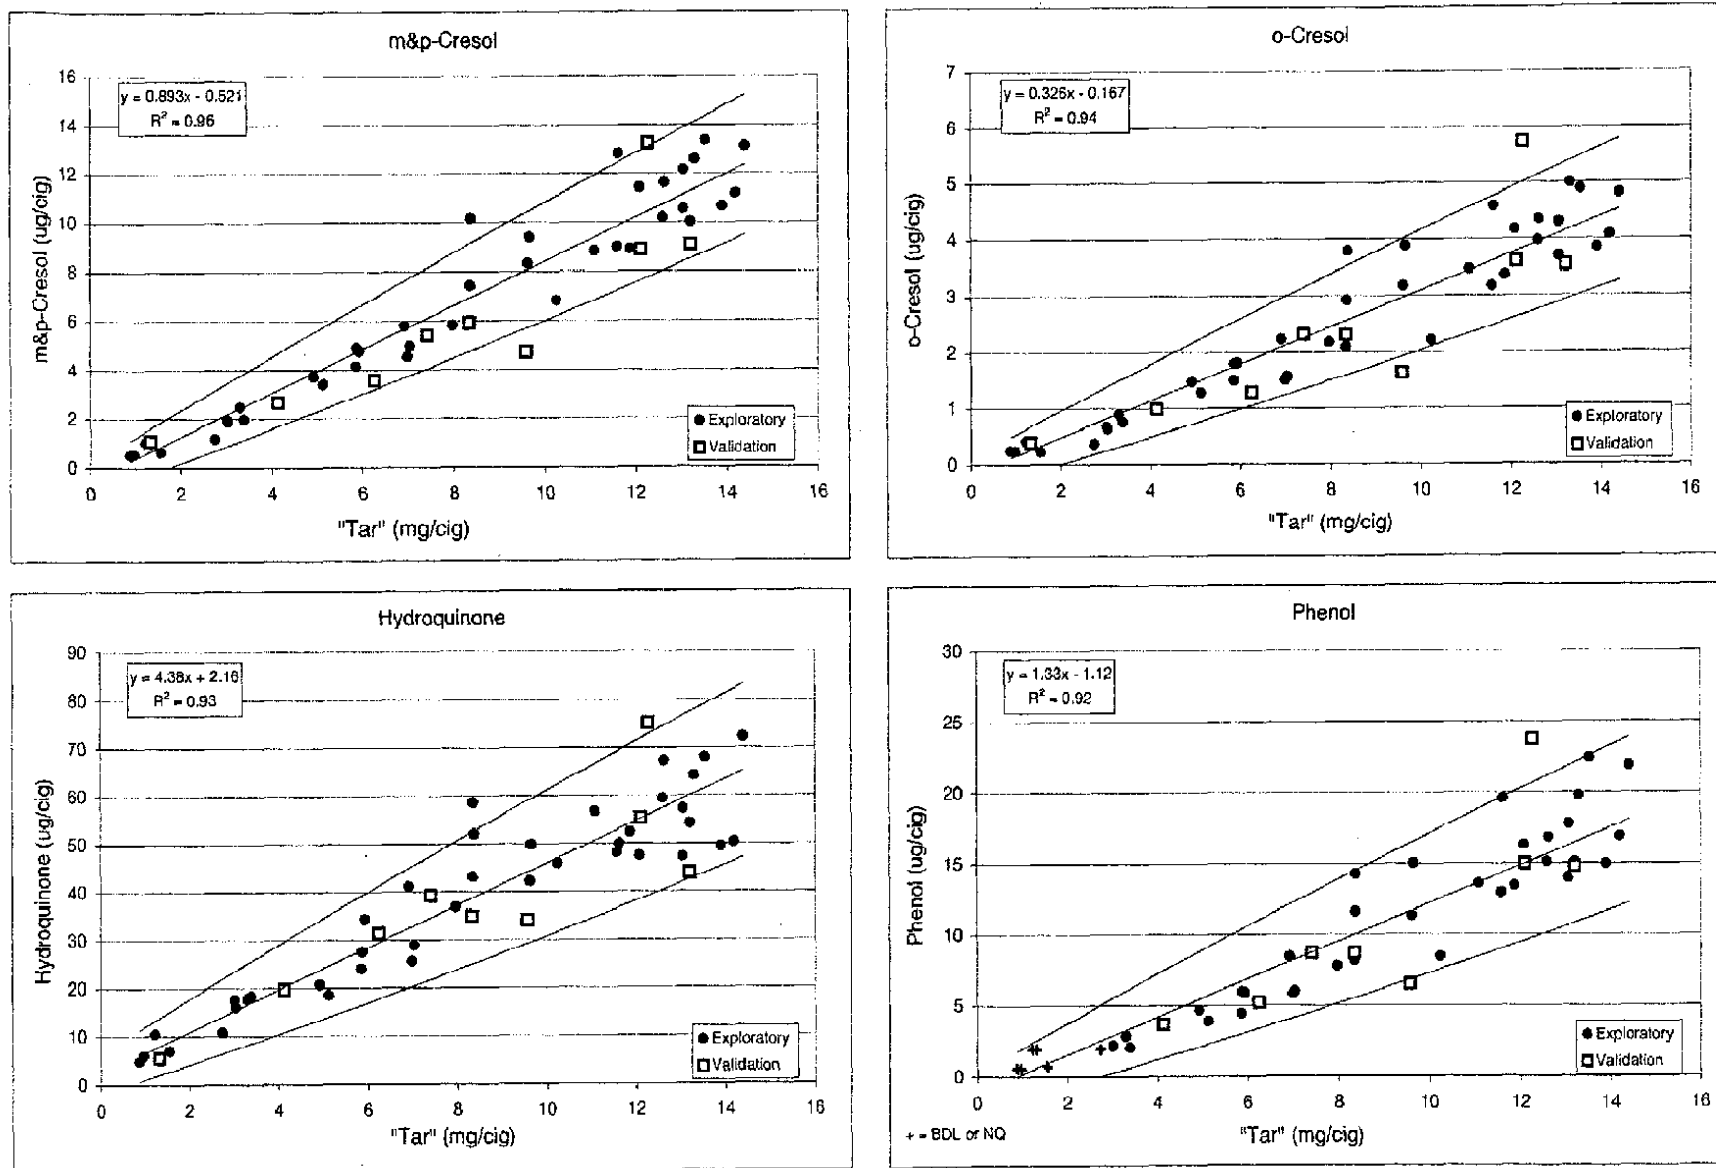 m&p-Cresol
y = 0.893x - 0.521
R² = 0.96
16
14
12
10
8
6
4
2
0
m&p-Cresol (ug/cig)
Exploratory
Validation
0 2 4 6 8 10 12 14 16
"Tar" (mg/cig)
o-Cresol
y = 0.326x - 0.167
R² = 0.94
7
6
5
4
3
2
1
0
o-Cresol (ug/cig)
Exploratory
Validation
0 2 4 6 8 10 12 14 16
"Tar" (mg/cig)
Hydroquinone
y = 4.38x + 2.16
R² = 0.93
90
80
70
60
50
40
30
20
10
0
Hydroquinone (ug/cig)
Exploratory
Validation
0 2 4 6 8 10 12 14 16
"Tar" (mg/cig)
Phenol
y = 1.33x - 1.12
R² = 0.92
30
25
20
15
10
5
0
Phenol (ug/cig)
Exploratory
Validation
0 2 4 6 8 10 12 14 16
+ = BDL or NQ
"Tar" (mg/cig)